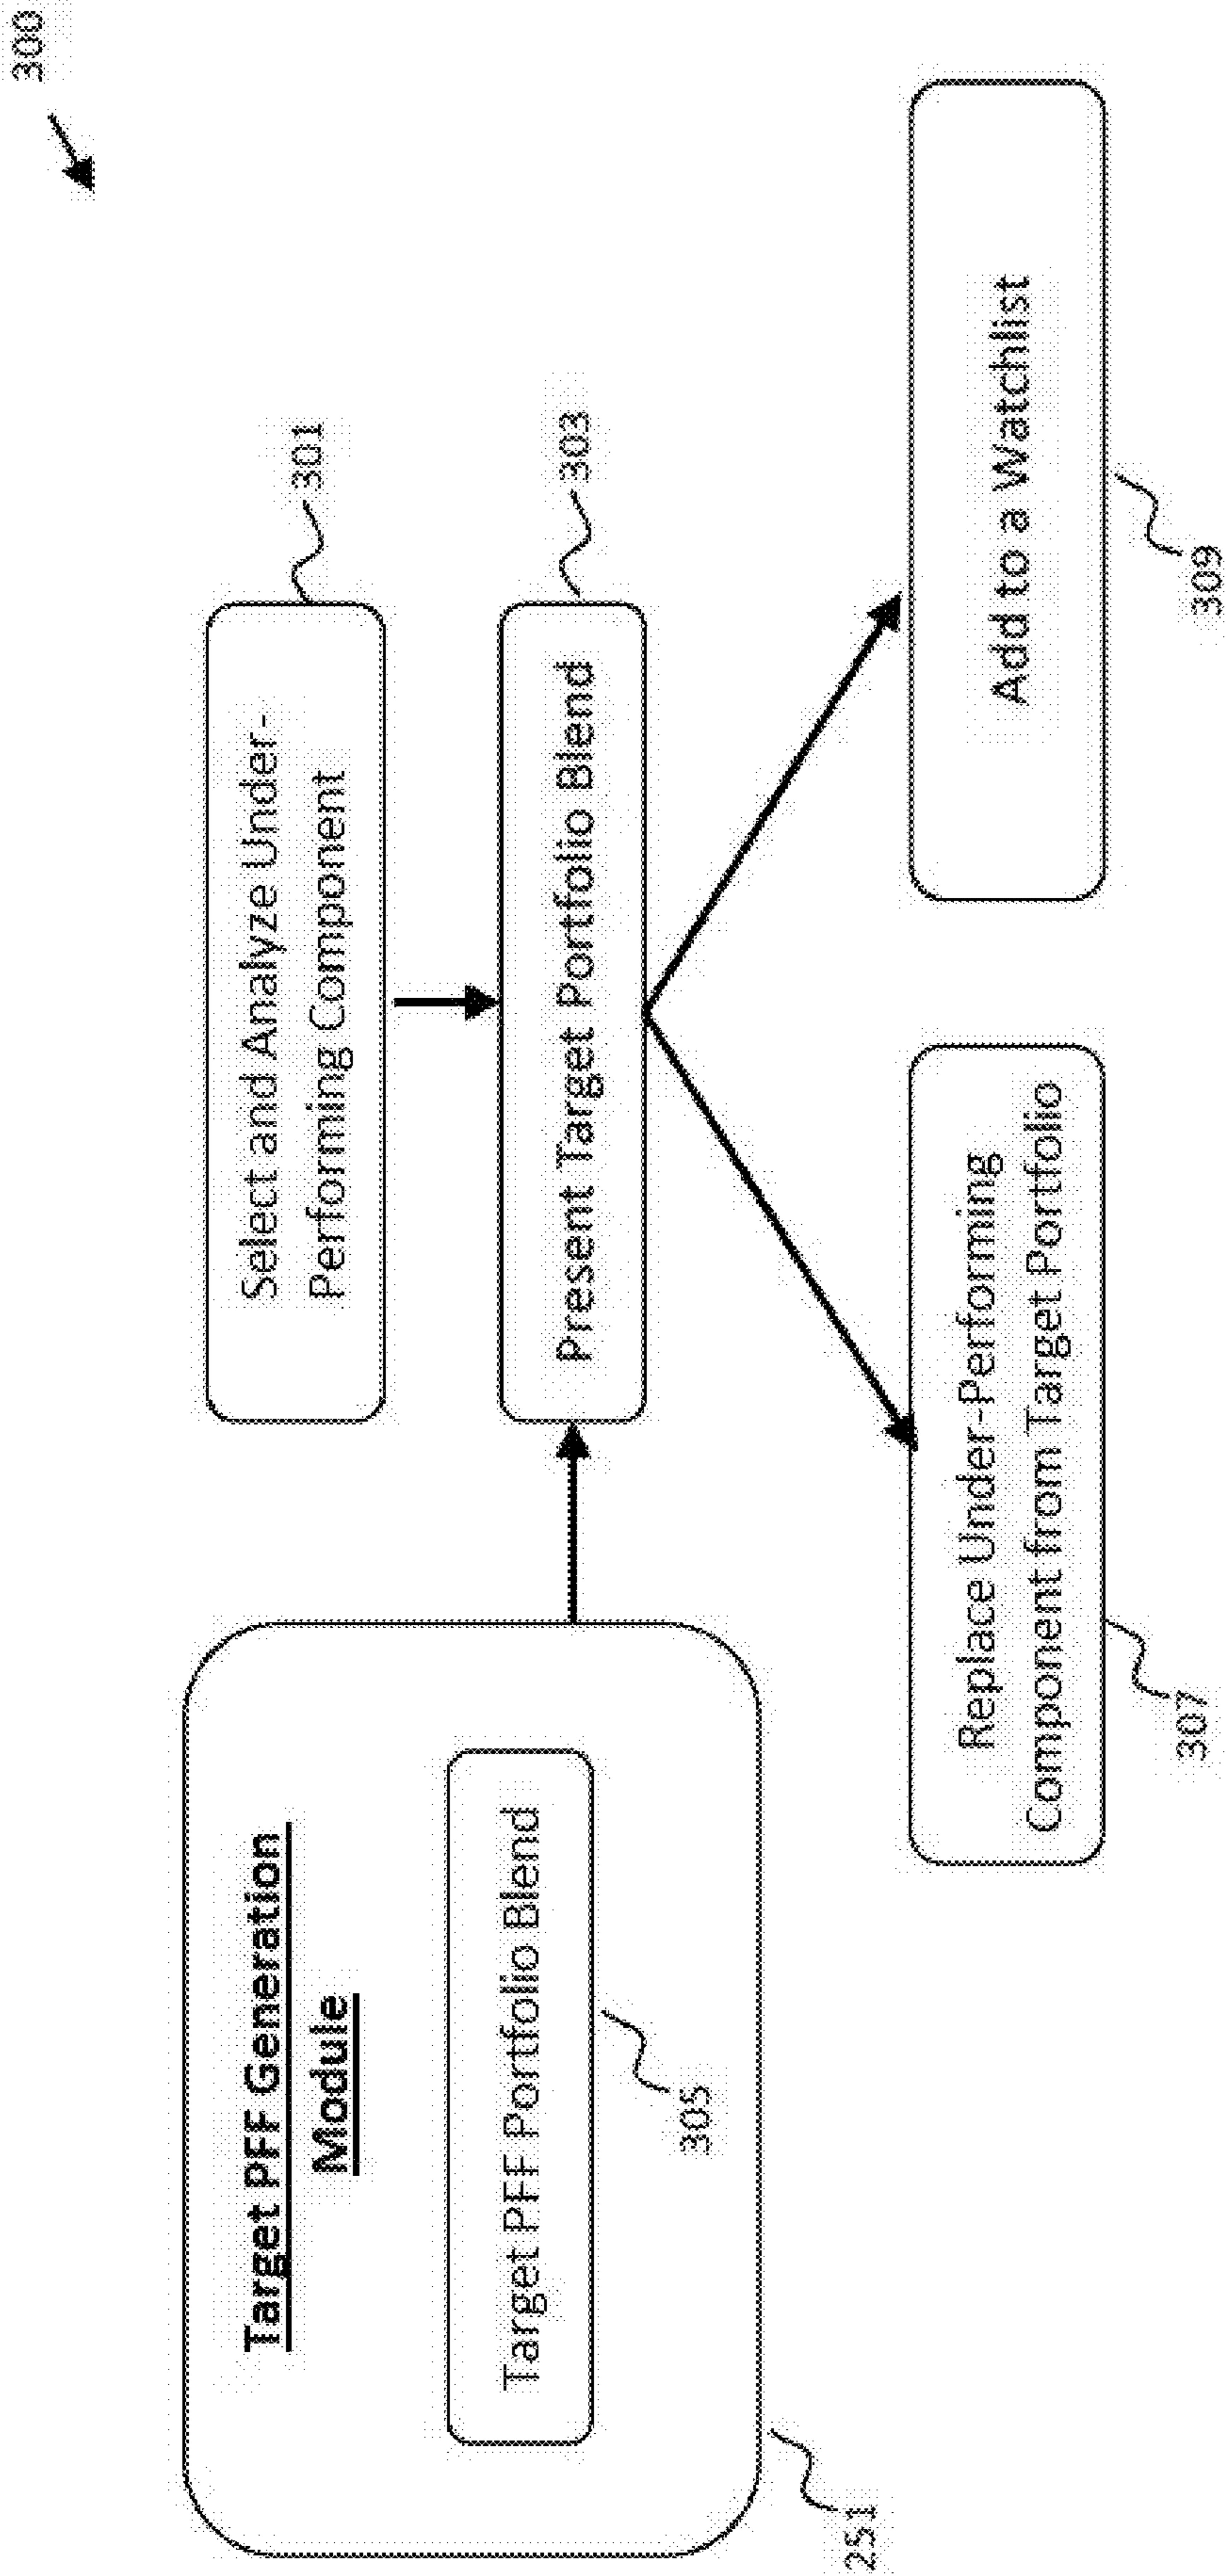 300
Select and Analyze Under-
Performing Component
301
Target PFF Generation
Module
Present Target Portfolio Blend
303
Target PFF Portfolio Blend
305
251
Replace Under-Performing
Component from Target Portfolio
307
Add to a Watchlist
309